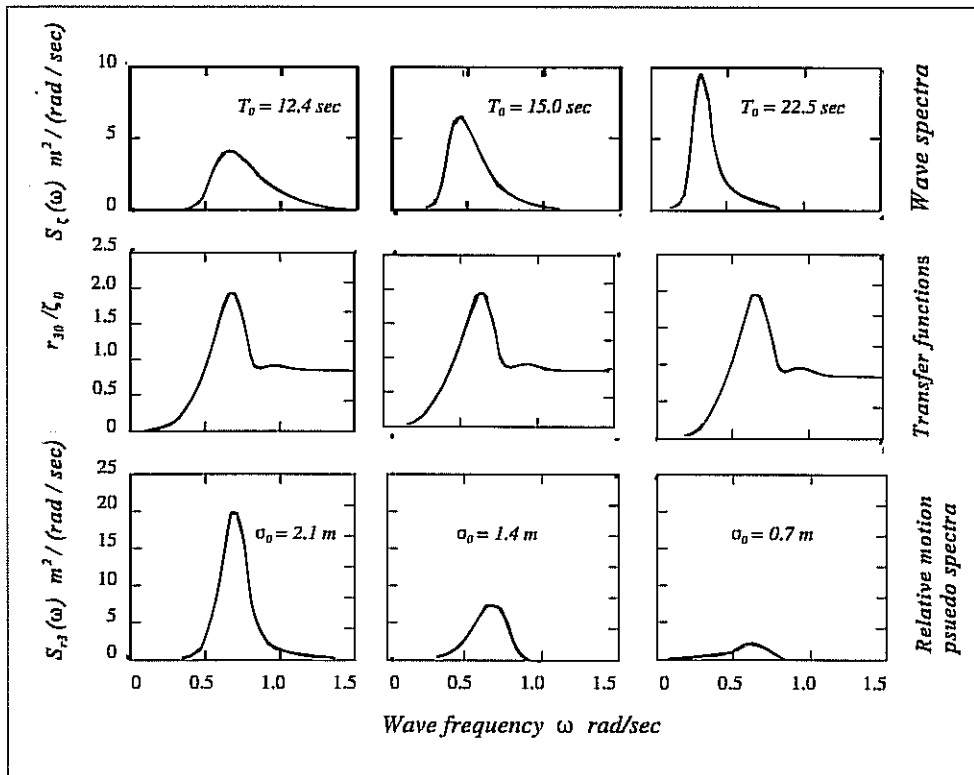 S_ζ(ω) m² / (rad / sec)
10
5
0
T₀ = 12.4 sec
T₀ = 15.0 sec
T₀ = 22.5 sec
Wave spectra
r₃₀/ζ₀
2.5
2.0
1.5
1.0
0.5
0
Transfer functions
S_r3(ω) m² / (rad / sec)
25
20
15
10
5
0
σ₀ = 2.1 m
σ₀ = 1.4 m
σ₀ = 0.7 m
Relative motion
psuedo spectra
0 0.5 1.0 1.5
0 0.5 1.0 1.5
0 0.5 1.0 1.5
Wave frequency ω rad/sec